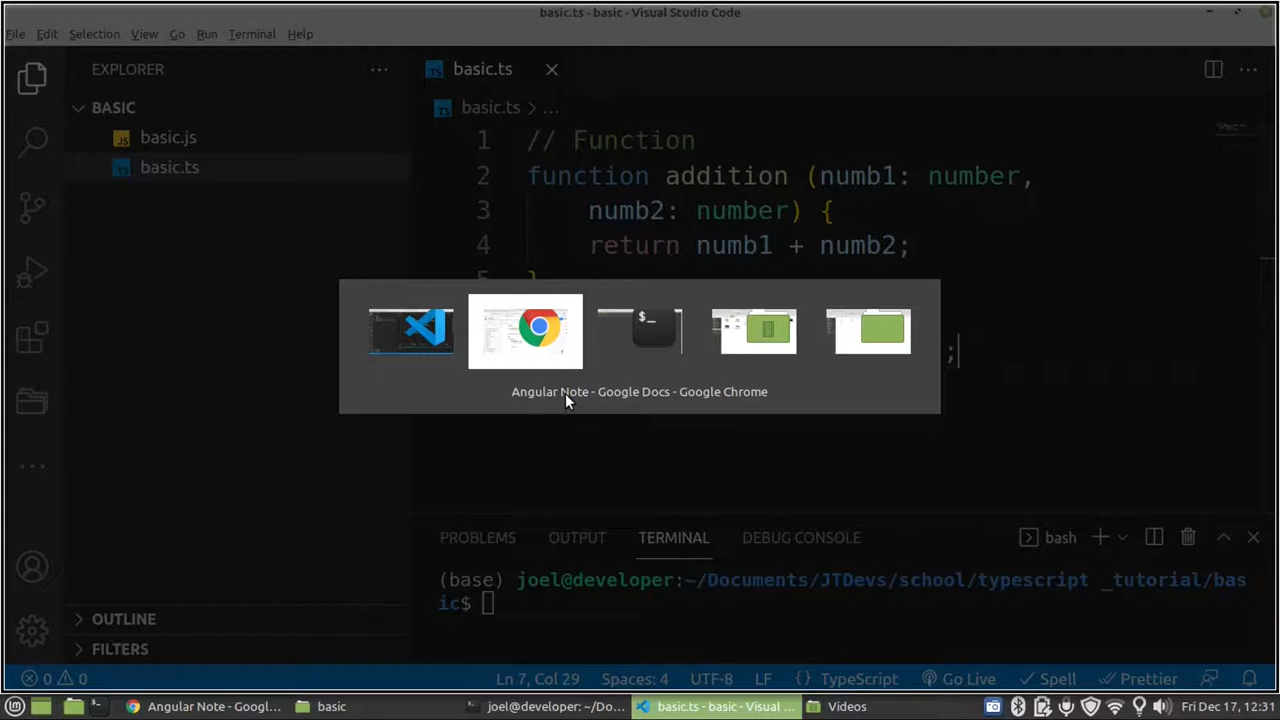 basic.ts - basic - Visual Studio Code
File Edit Selection View Go Run Terminal Help
EXPLORER
BASIC
basic.js
basic.ts
OUTLINE
FILTERS
basic.ts
basic.ts > ...
1 // Function
2 function addition (numb1: number,
3 numb2: number) {
4 return numb1 + numb2;
5 }
;
$_
Angular Note - Google Docs - Google Chrome
PROBLEMS OUTPUT TERMINAL DEBUG CONSOLE
bash
(base) joel@developer:~/Documents/JTDevs/school/typescript _tutorial/bas
ic$
0 0 Ln 7, Col 29 Spaces: 4 UTF-8 LF {} TypeScript Go Live Spell Prettier
Angular Note - Googl... basic joel@developer: ~/Do... basic.ts - basic - Visual ... Videos Fri Dec 17, 12:31